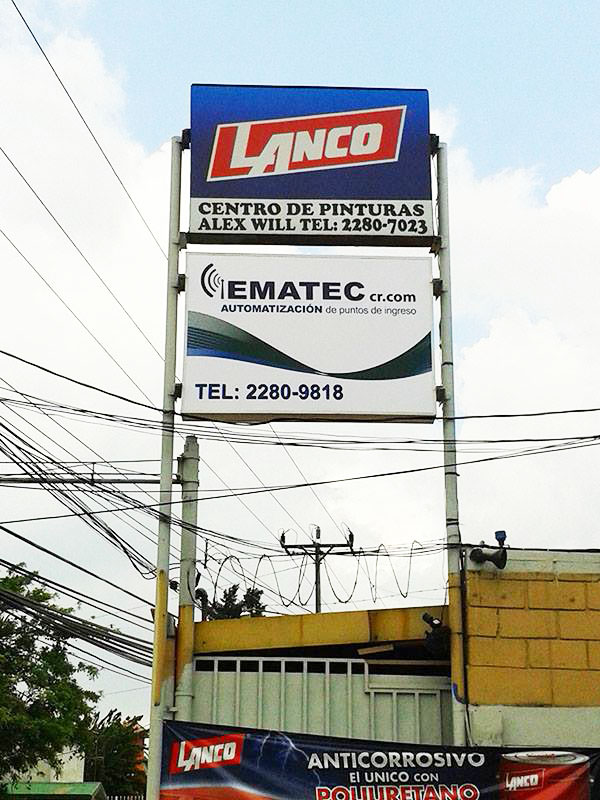 LANCO
CENTRO DE PINTURAS
ALEX WILL TEL: 2280-7023
EMATEC cr.com
AUTOMATIZACIÓN de puntos de ingreso
TEL: 2280-9818
LANCO
ANTICORROSIVO
El UNICO CON
POLIURETANO
LANCO